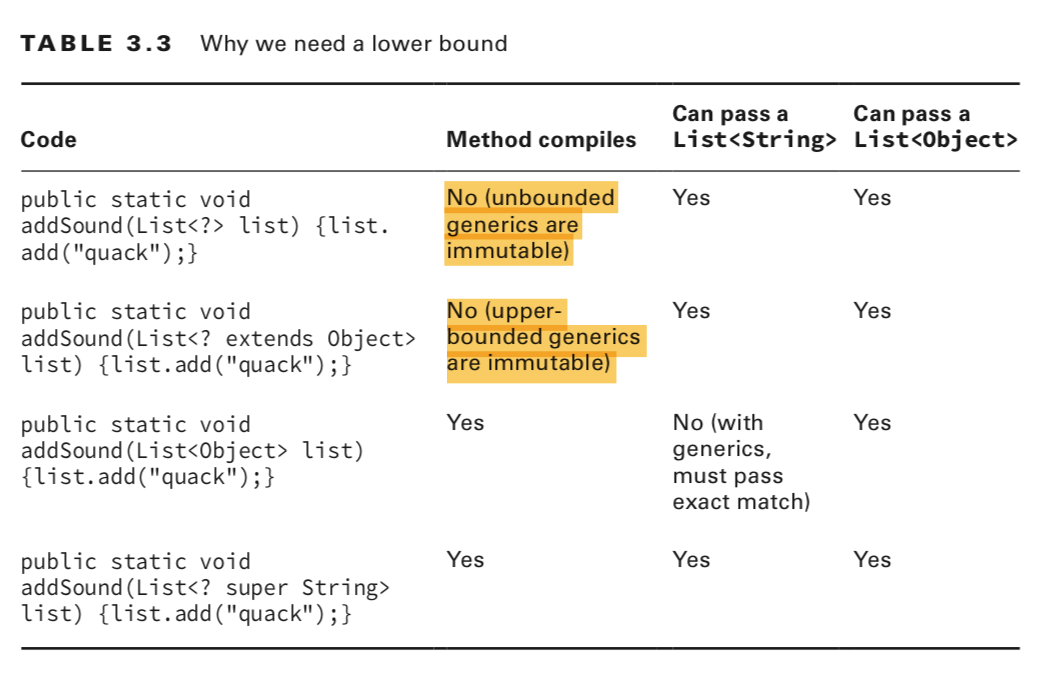 TABLE 3.3 Why we need a lower bound
Code
Method compiles
Can pass a
List<String>
Can pass a
List<Object>
public static void
addSound(List<?> list) {list.
add("quack");}
No (unbounded
generics are
immutable)
Yes
Yes
public static void
addSound(List<? extends Object>
list) {list.add("quack");}
No (upper-
bounded generics
are immutable)
Yes
Yes
public static void
addSound(List<Object> list)
{list.add("quack");}
Yes
No (with
generics,
must pass
exact match)
Yes
public static void
addSound(List<? super String>
list) {list.add("quack");}
Yes
Yes
Yes